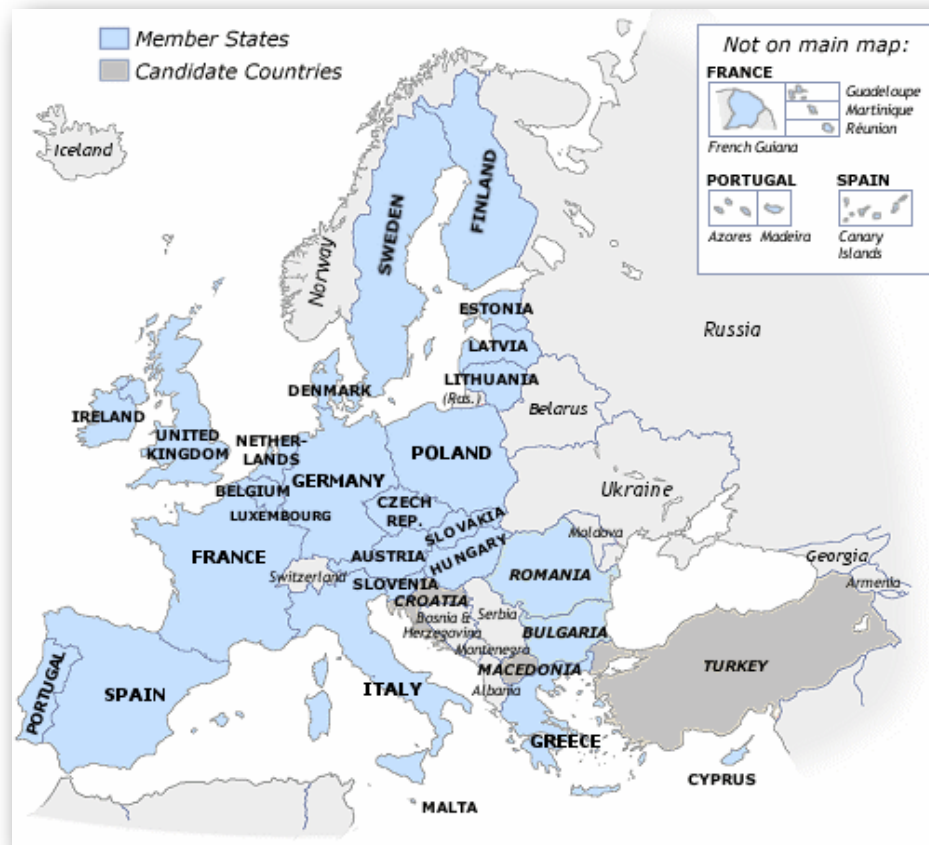 Member States
Candidate Countries
Not on main map:
FRANCE
Guadeloupe
Martinique
Réunion
French Guiana
PORTUGAL
SPAIN
Azores
Madeira
Canary
Islands
Iceland
Norway
SWEDEN
FINLAND
Russia
ESTONIA
LATVIA
LITHUANIA
(Rus.)
DENMARK
Belarus
IRELAND
UNITED
KINGDOM
NETHER-
LANDS
BELGIUM
LUXEMBOURG
GERMANY
POLAND
CZECH
REP.
SLOVAKIA
Ukraine
Moldova
FRANCE
Switzerland
AUSTRIA
HUNGARY
SLOVENIA
ROMANIA
CROATIA
Bosnia &
Herzegovina
Serbia
Montenegro
BULGARIA
MACEDONIA
Albania
Georgia
Armenia
TURKEY
PORTUGAL
SPAIN
ITALY
GREECE
CYPRUS
MALTA